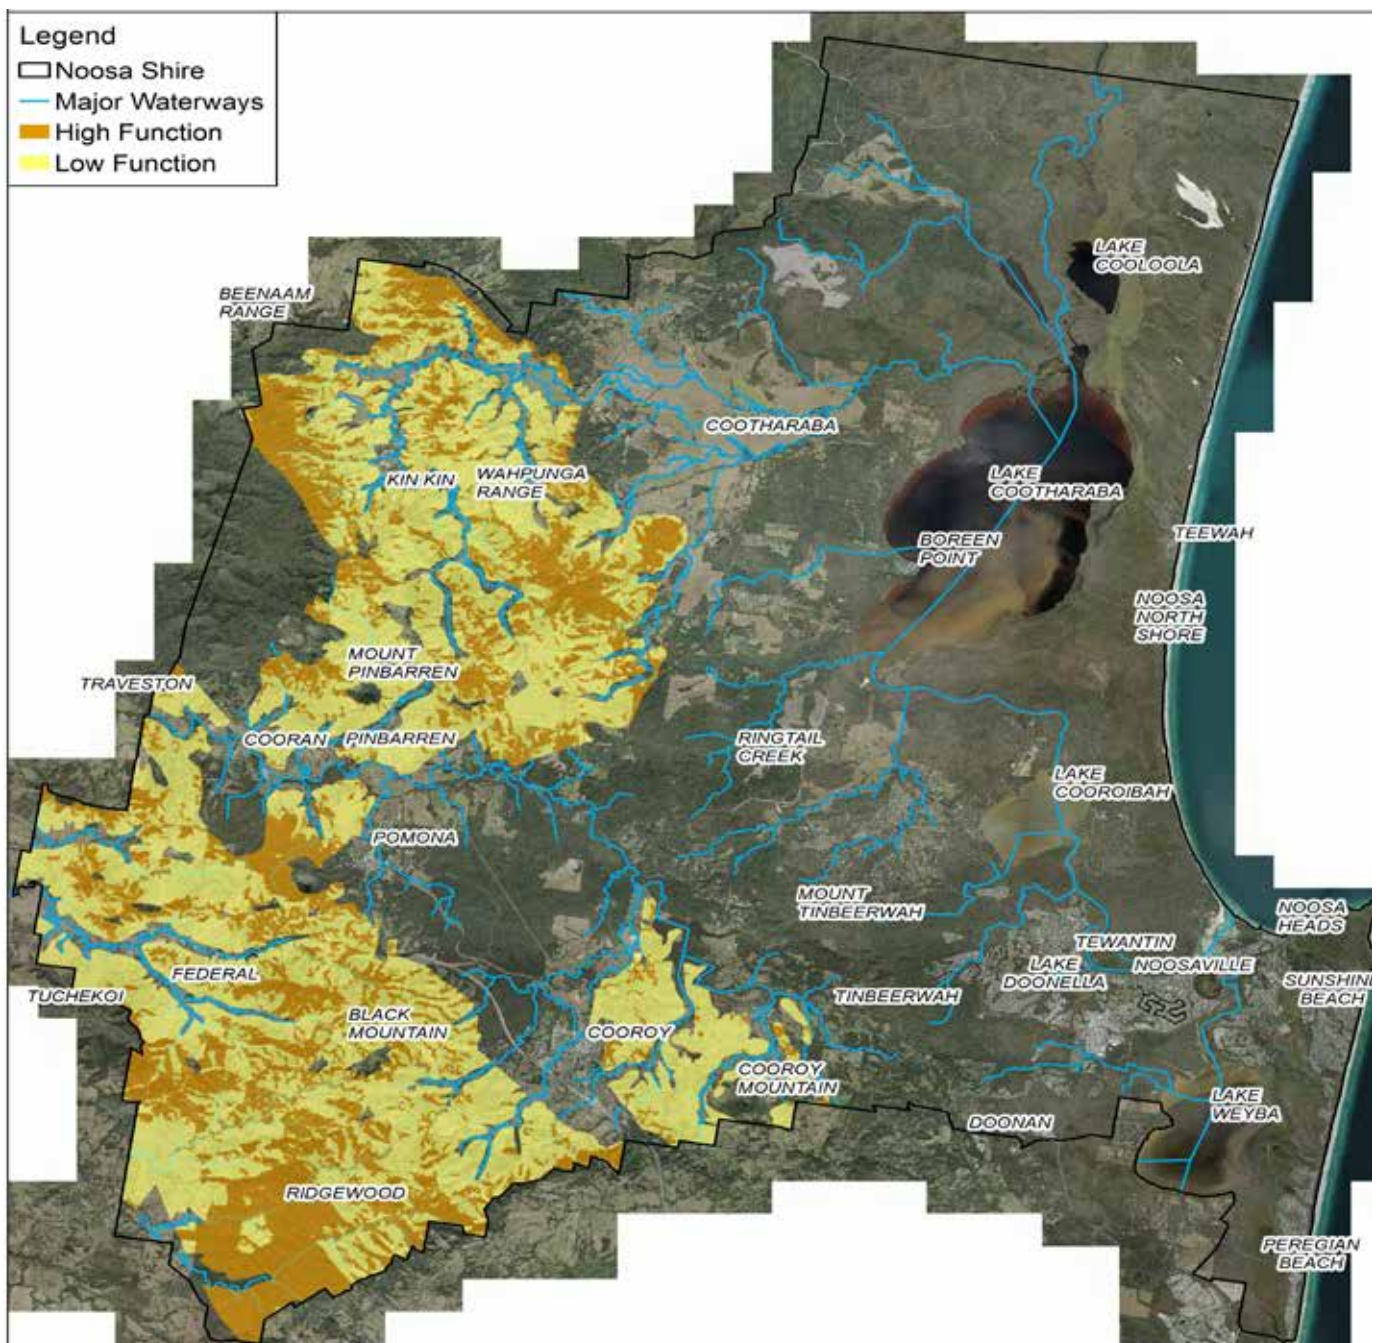 Legend
Noosa Shire
Major Waterways
High Function
Low Function
LAKE
COOLOOLA
BEENAAM
RANGE
COOTHARABA
KIN KIN
WAHPUNGA
RANGE
LAKE
COOTHARABA
BOREEN
POINT
TEEWAH
NOOSA
NORTH
SHORE
MOUNT
PINBARREN
TRAVESTON
COORAN
PINBARREN
RINGTAIL
CREEK
LAKE
COOROIBAH
POMONA
MOUNT
TINBEERWAH
NOOSA
HEADS
TEWANTIN
LAKE
DOONELLA
NOOSAVILLE
FEDERAL
TUCHEKOI
TINBEERWAH
SUNSHINE
BEACH
BLACK
MOUNTAIN
COOROY
COOROY
MOUNTAIN
LAKE
WEYBA
DOONAN
RIDGEWOOD
PEREGIAN
BEACH